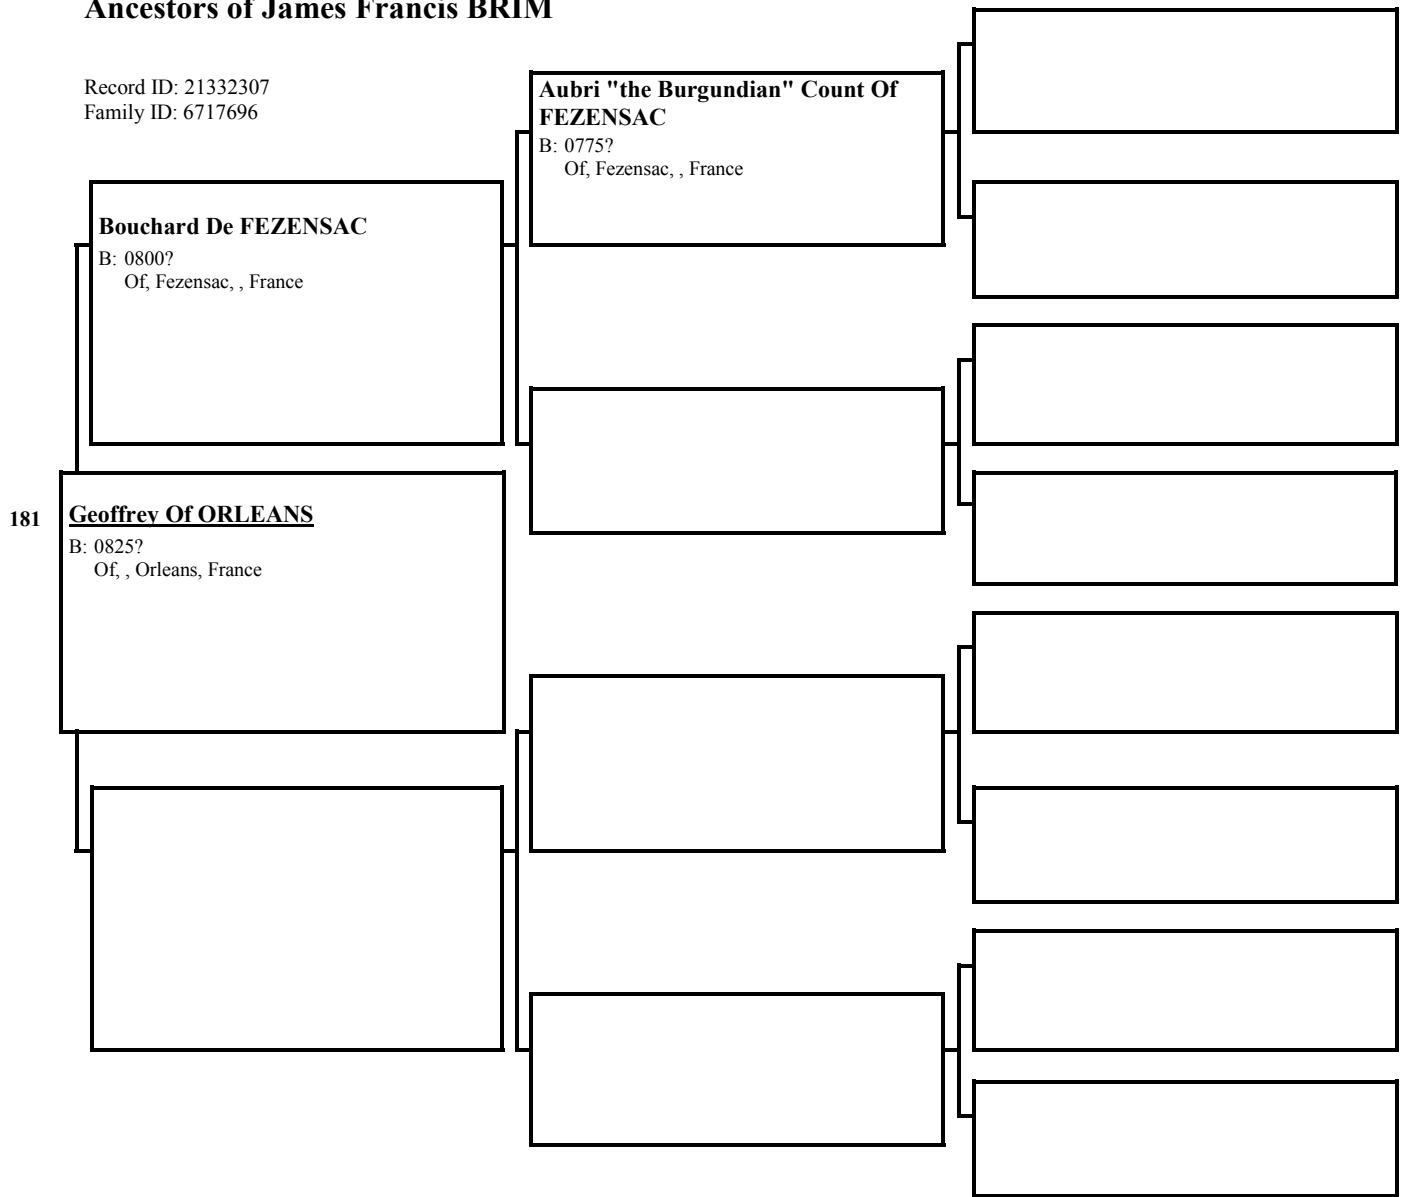 Ancestors of James Francis BRIM
Record ID: 21332307
Family ID: 6717696
Aubri "the Burgundian" Count Of
FEZENSAC
B: 0775?
Of, Fezensac, , France
Bouchard De FEZENSAC
B: 0800?
Of, Fezensac, , France
181
Geoffrey Of ORLEANS
B: 0825?
Of, , Orleans, France